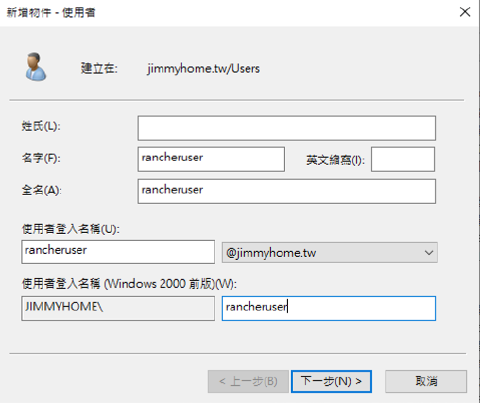 新增物件 - 使用者
建立在: jimmyhome.tw/Users
姓氏(L):
名字(F): rancheruser 英文縮寫(I):
全名(A): rancheruser
使用者登入名稱(U):
rancheruser @jimmyhome.tw
使用者登入名稱 (Windows 2000 前版)(W):
JIMMYHOME\ rancheruser
< 上一步(B) 下一步(N) > 取消